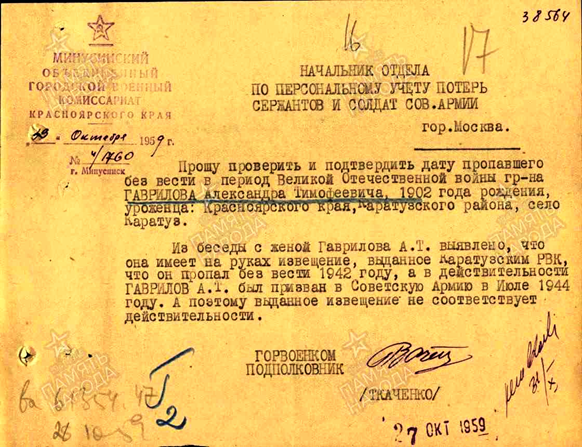 38564
16
17
МИНУСИНСКИЙ
ОБЪЕДИНЕННЫЙ
ГОРОДСКОЙ ВОЕННЫЙ
КОМИССАРИАТ
КРАСНОЯРСКОГО КРАЯ
"23" Октября 1959 г.
№ 4/1760
г. Минусинск
НАЧАЛЬНИК ОТДЕЛА
ПО ПЕРСОНАЛЬНОМУ УЧЕТУ ПОТЕРЬ
СЕРЖАНТОВ И СОЛДАТ СОВ.АРМИИ
гор.Москва.
Прошу проверить и подтвердить дату пропавшего
без вести в период Великой Отечественной войны гр-на
ГАВРИЛОВА Александра Тимофеевича, 1902 года рождения,
уроженца: Красноярского края, Каратузского района, село
Каратуз.
Из беседы с женой Гаврилова А.Т. выявлено, что
она имеет на руках извещение, выданное Каратузским РВК,
что он пропал без вести 1942 году, а в действительности
ГАВРИЛОВ А.Т. был призван в Советскую Армию в Июле 1944
году. А поэтому выданное извещение не соответствует
действительности.
ГОРВОЕНКОМ
ПОДПОЛКОВНИК
/ТКАЧЕНКО/
27 ОКТ 1959
ПАМЯТЬ НАРОДА